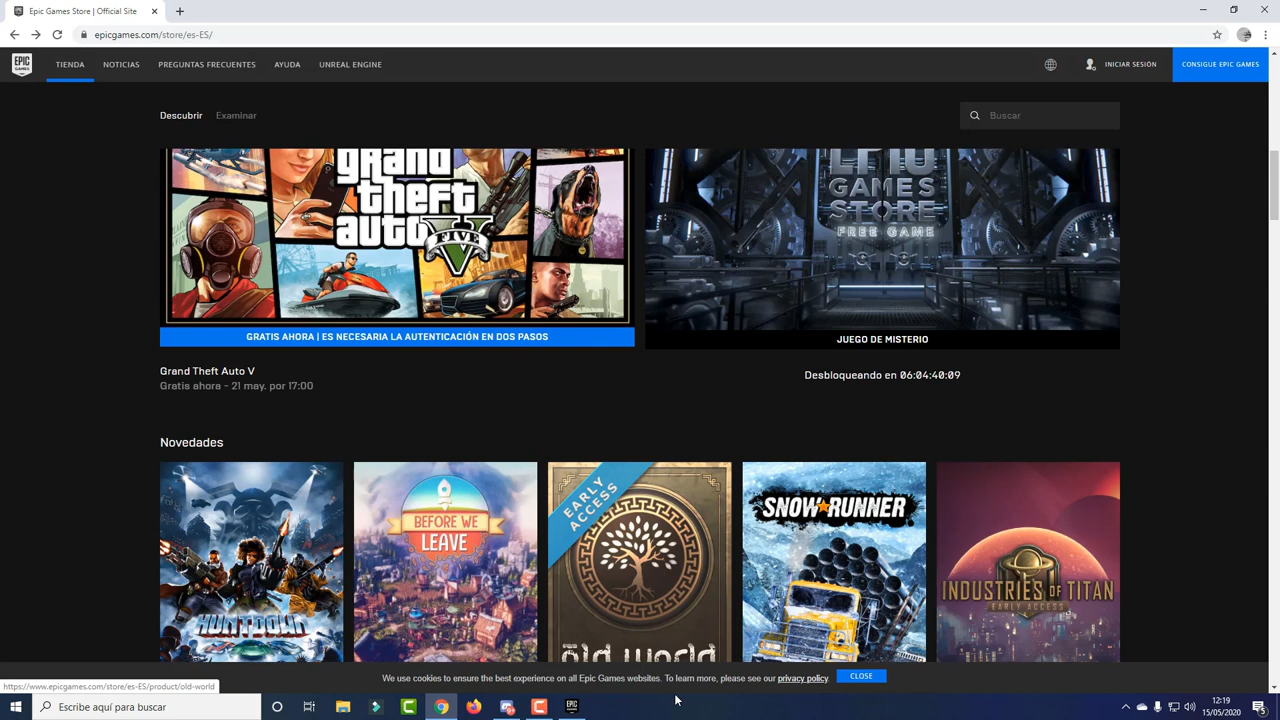 Epic Games Store | Official Site
epicgames.com/store/es-ES/
EPIC GAMES
TIENDA
NOTICIAS
PREGUNTAS FRECUENTES
AYUDA
UNREAL ENGINE
INICIAR SESIÓN
CONSIGUE EPIC GAMES
Descubrir
Examinar
Buscar
grand
theft
auto V
FIVE
EPIC
GAMES
STORE
FREE GAME
GRATIS AHORA | ES NECESARIA LA AUTENTICACIÓN EN DOS PASOS
JUEGO DE MISTERIO
Grand Theft Auto V
Gratis ahora - 21 may. por 17:00
Desbloqueando en 06:04:40:09
Novedades
HUNTDOWN
BEFORE WE
LEAVE
EARLY
ACCESS
old world
SNOWRUNNER
INDUSTRIES OF TITAN
EARLY ACCESS
We use cookies to ensure the best experience on all Epic Games websites. To learn more, please see our privacy policy.
CLOSE
https://www.epicgames.com/store/es-ES/product/old-world
Escribe aquí para buscar
EPIC
12:19
15/05/2020